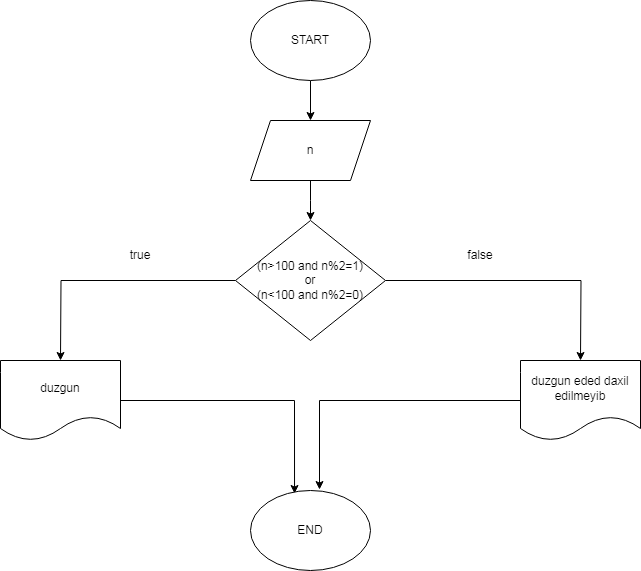 START
n
(n>100 and n%2=1)
or
(n<100 and n%2=0)
true
false
duzgun
duzgun eded daxil
edilmeyib
END